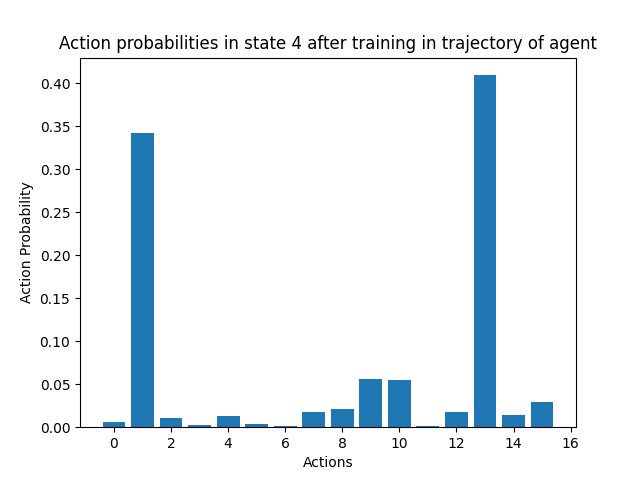 Action probabilities in state 4 after training in trajectory of agent
0.40
0.35
0.30
0.25
0.20
0.15
0.10
0.05
0.00
Action Probability
0 2 4 6 8 10 12 14 16
Actions